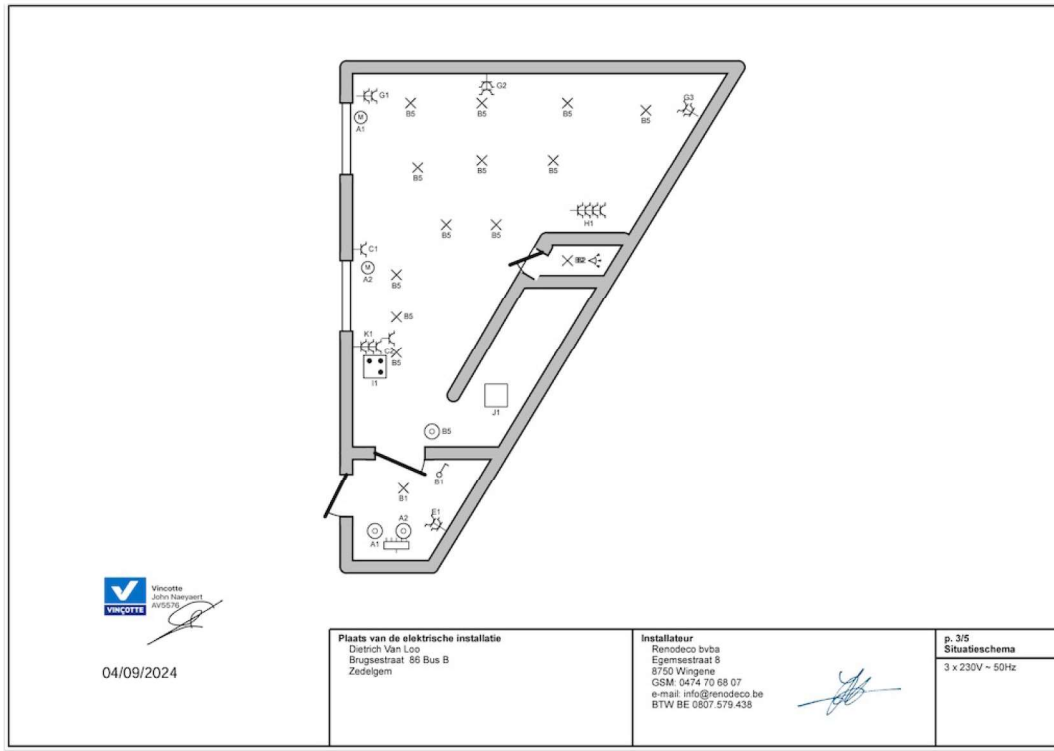 G1
G2
G3
M
A1
B5
B5
B5
B5
B5
B5
B5
H1
B5
B5
C1
M
A2
B5
B5
K1
B5
I1
J1
B5
B1
B1
A2
E1
A1
Vincotte
John Naeyaert
AV5576
VINÇOTTE
04/09/2024
Plaats van de elektrische installatie
Dietrich Van Loo
Brugsestraat 86 Bus B
Zedelgem
Installateur
Renodeco bvba
Egemsestraat 8
8750 Wingene
GSM: 0474 70 68 07
e-mail: info@renodeco.be
BTW BE 0807.579.438
p. 3/5
Situatieschema
3 x 230V ~ 50Hz